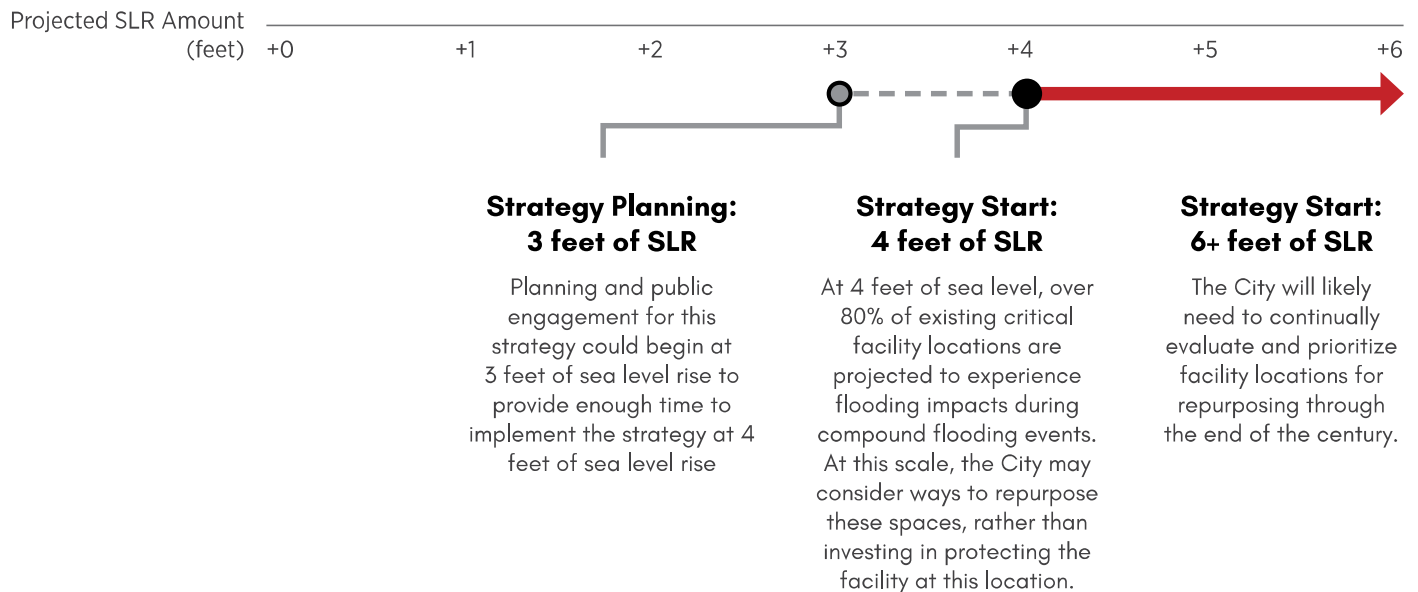 Projected SLR Amount
(feet)
+0 +1 +2 +3 +4 +5 +6
Strategy Planning:
3 feet of SLR
Planning and public
engagement for this
strategy could begin at
3 feet of sea level rise to
provide enough time to
implement the strategy at 4
feet of sea level rise
Strategy Start:
4 feet of SLR
At 4 feet of sea level, over
80% of existing critical
facility locations are
projected to experience
flooding impacts during
compound flooding events.
At this scale, the City may
consider ways to repurpose
these spaces, rather than
investing in protecting the
facility at this location.
Strategy Start:
6+ feet of SLR
The City will likely
need to continually
evaluate and prioritize
facility locations for
repurposing through
the end of the century.